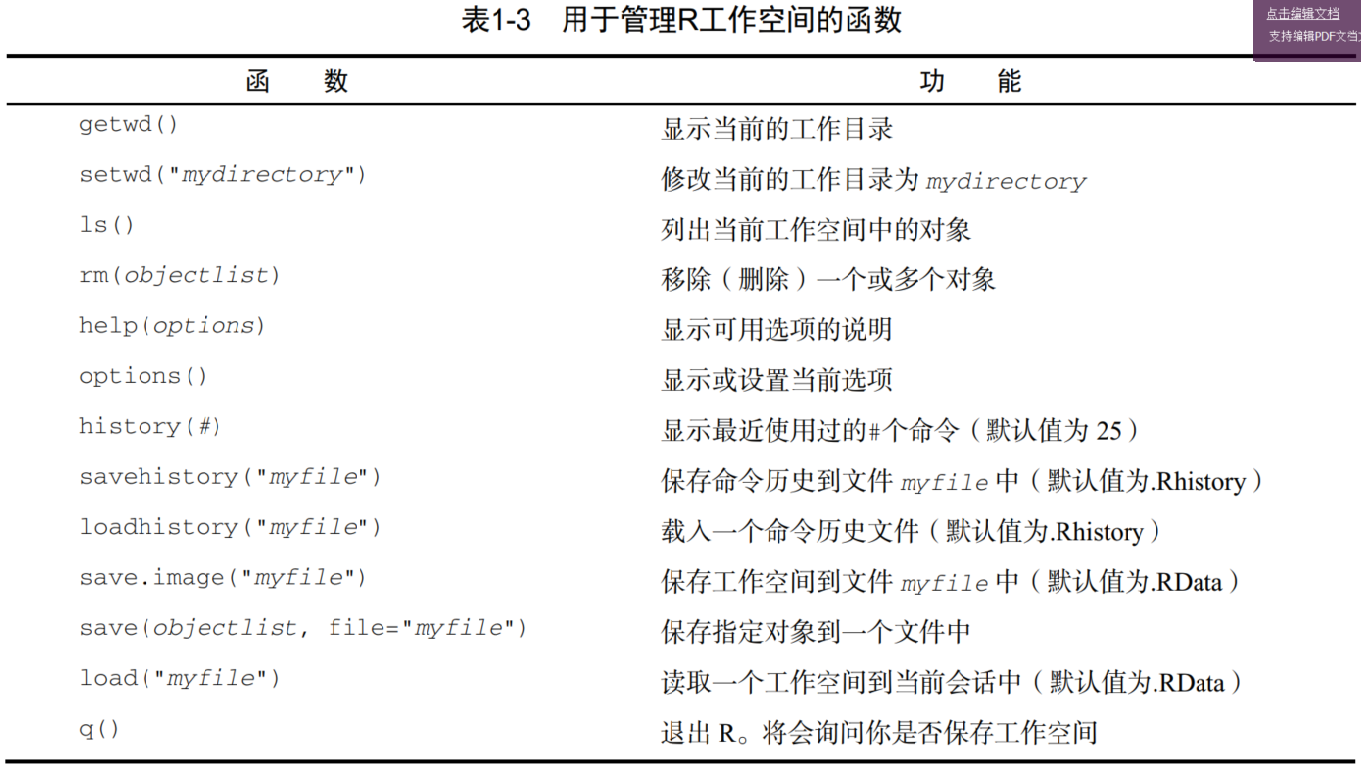 表1-3 用于管理R工作空间的函数
点击编辑文档
支持编辑PDF文档
函 数 功 能
getwd() 显示当前的工作目录
setwd("mydirectory") 修改当前的工作目录为 mydirectory
ls() 列出当前工作空间中的对象
rm(objectlist) 移除（删除）一个或多个对象
help(options) 显示可用选项的说明
options() 显示或设置当前选项
history(#) 显示最近使用过的#个命令（默认值为 25）
savehistory("myfile") 保存命令历史到文件 myfile 中（默认值为.Rhistory）
loadhistory("myfile") 载入一个命令历史文件（默认值为.Rhistory）
save.image("myfile") 保存工作空间到文件 myfile 中（默认值为.RData）
save(objectlist, file="myfile") 保存指定对象到一个文件中
load("myfile") 读取一个工作空间到当前会话中（默认值为.RData）
q() 退出 R。将会询问你是否保存工作空间